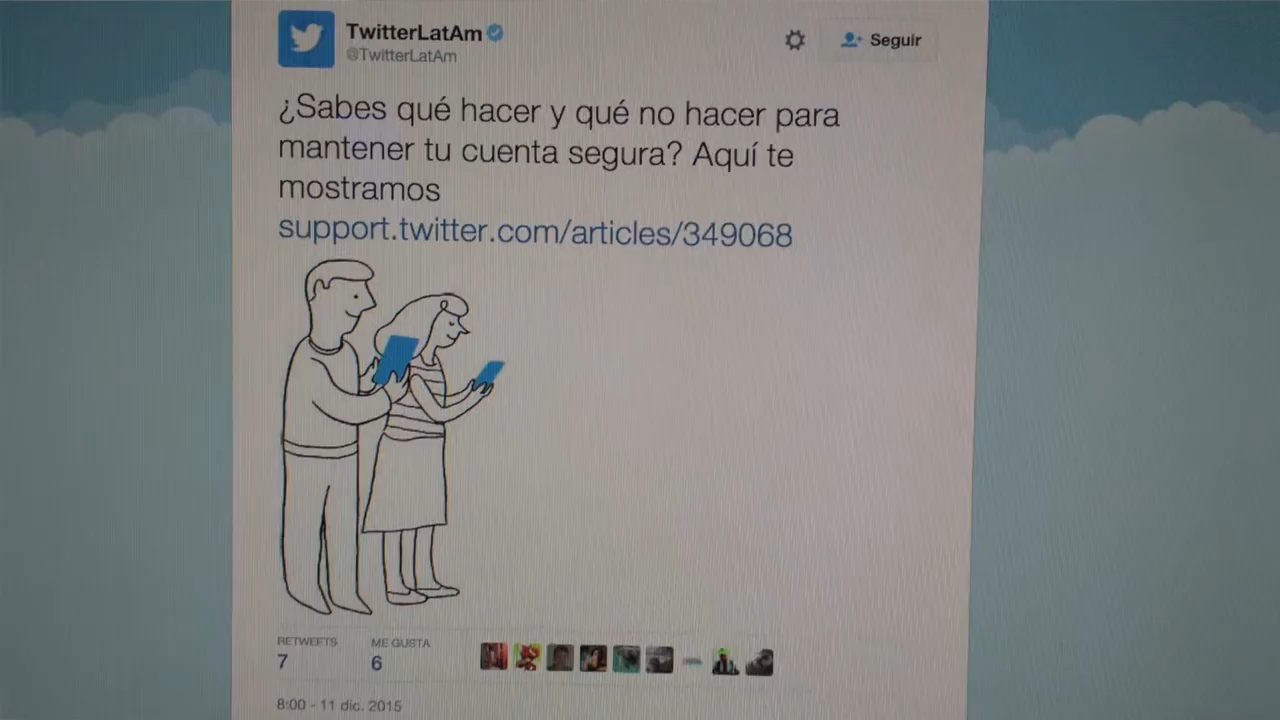 TwitterLatAm
@TwitterLatAm
Seguir
¿Sabes qué hacer y qué no hacer para
mantener tu cuenta segura? Aquí te
mostramos
support.twitter.com/articles/349068
RETWEETS
7
ME GUSTA
6
8:00 - 11 dic. 2015